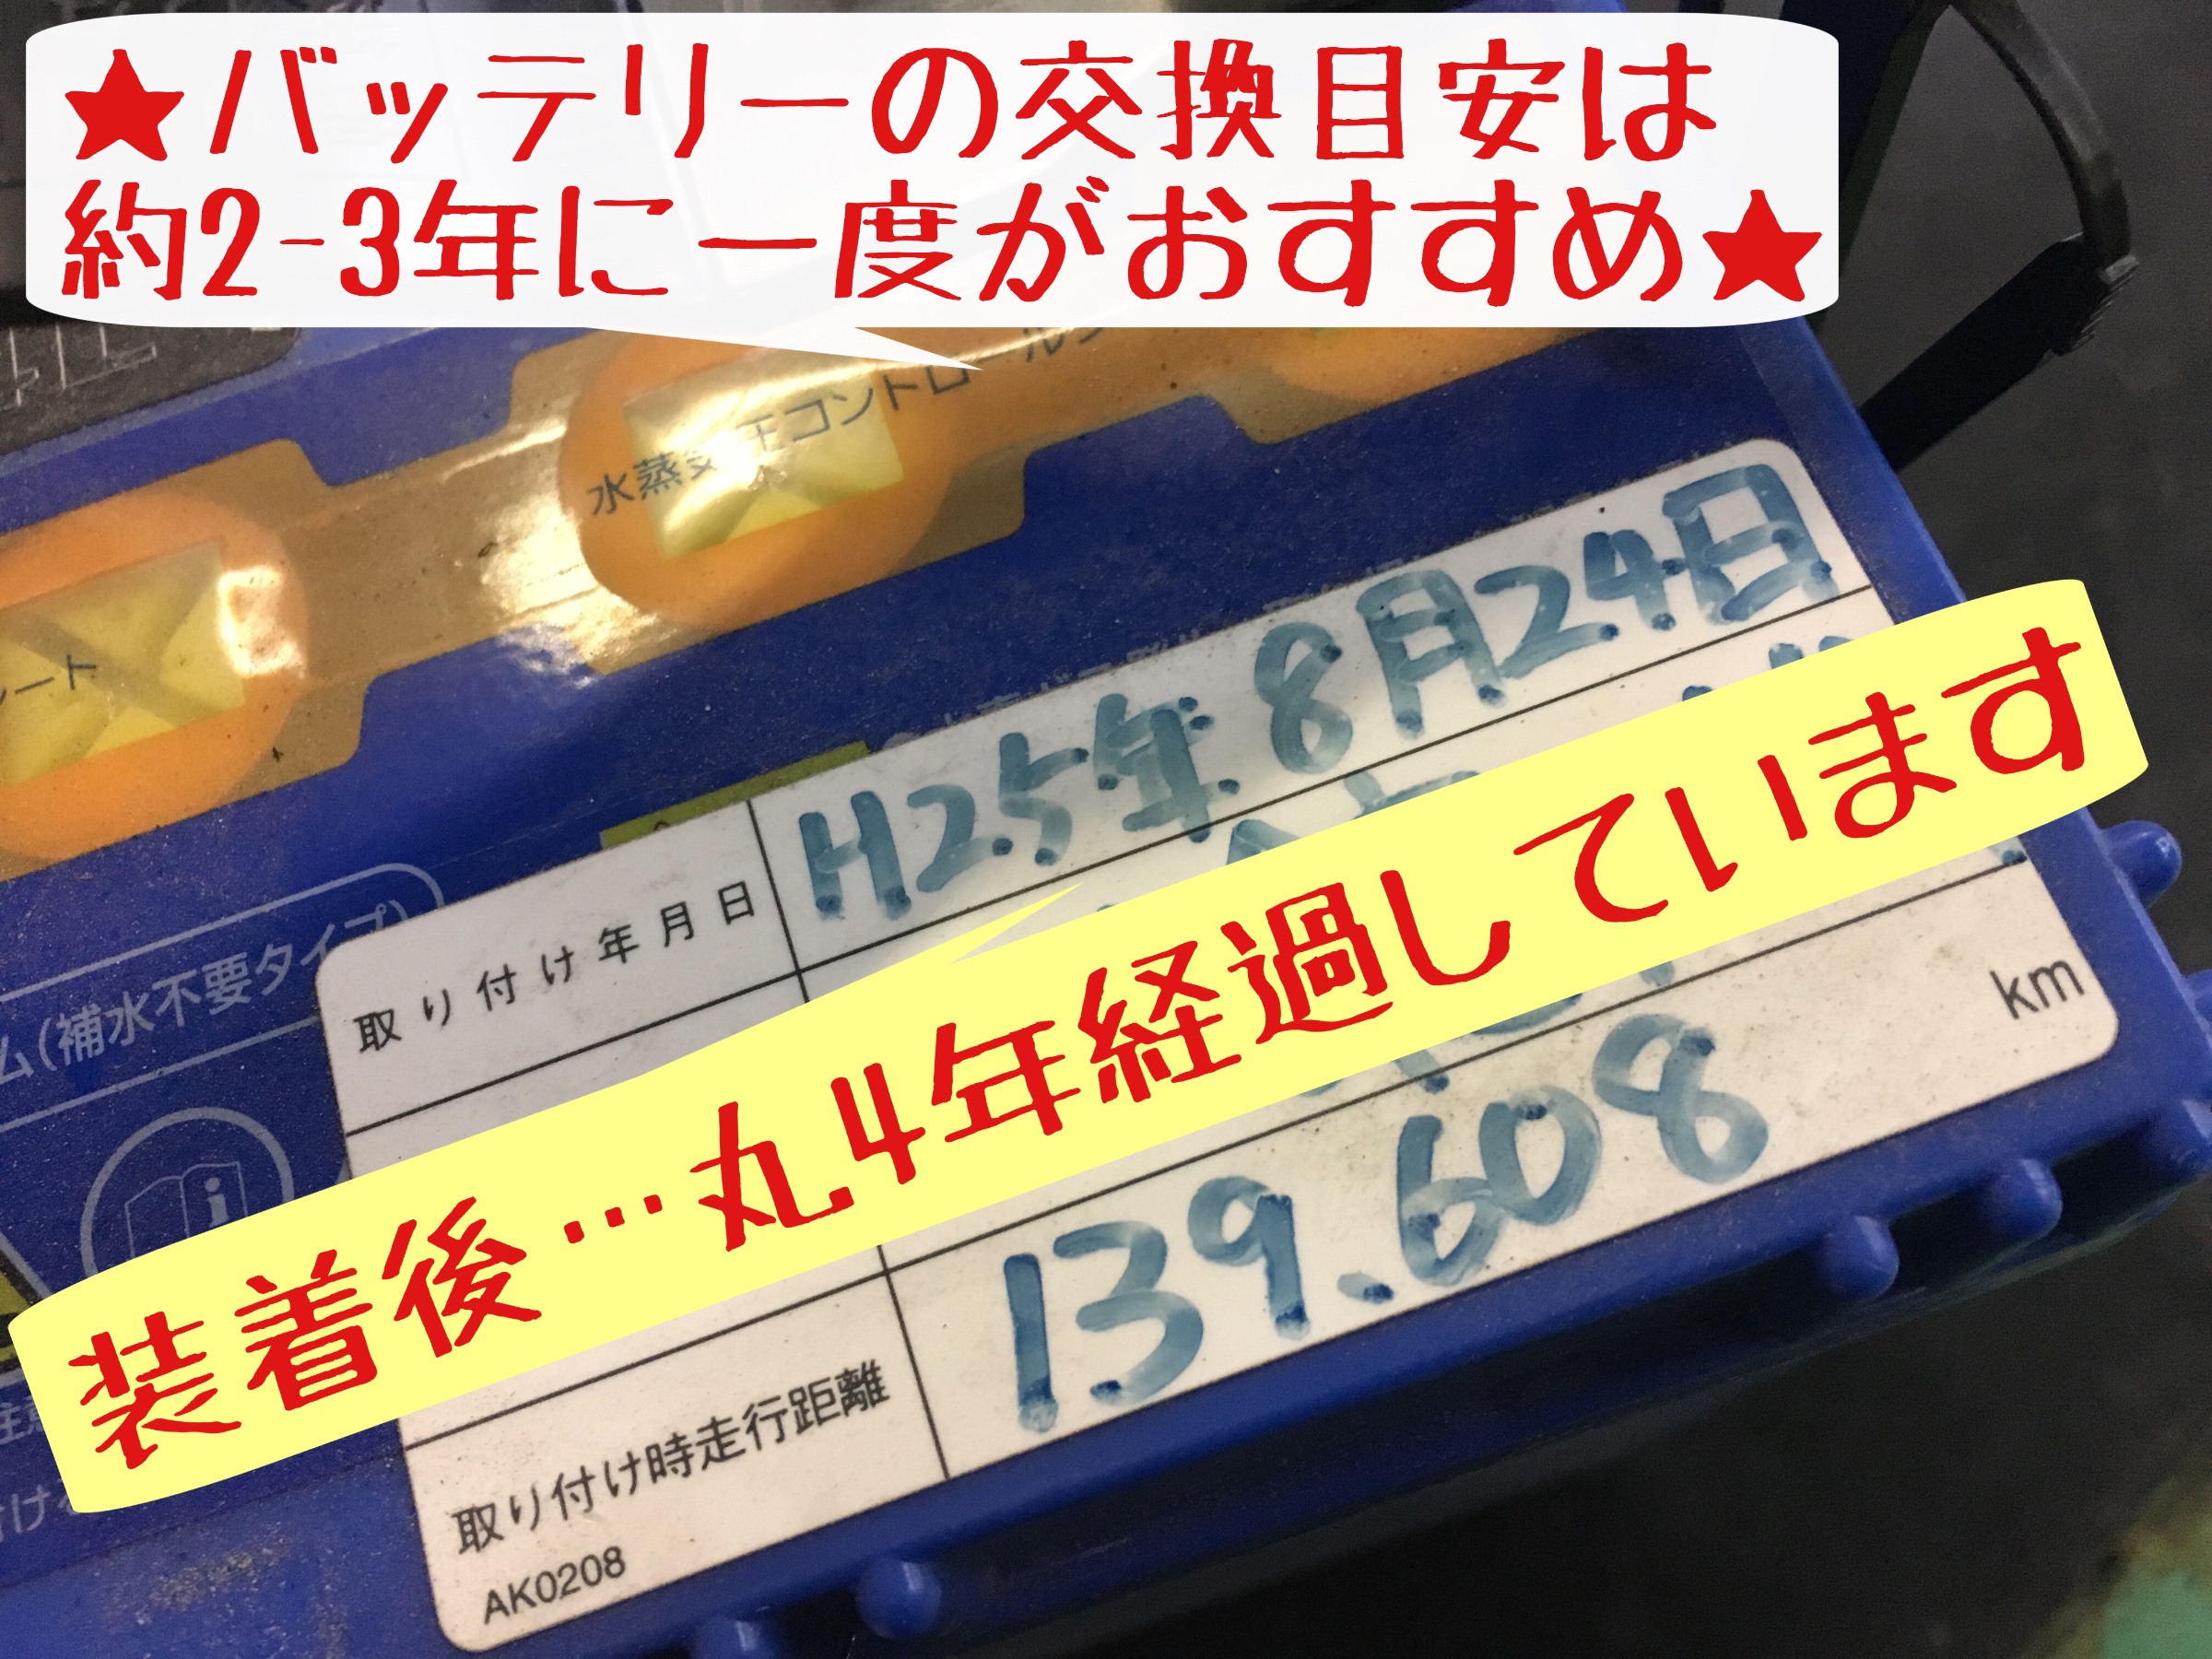 ★バッテリーの交換目安は
約2-3年に一度がおすすめ★
水蒸気圧コントロール
ート
取り付け年月日 H25年8月24日
ム(補水不要タイプ)
装着後…丸4年経過しています
取り付け時走行距離 139.608 km
AK0208